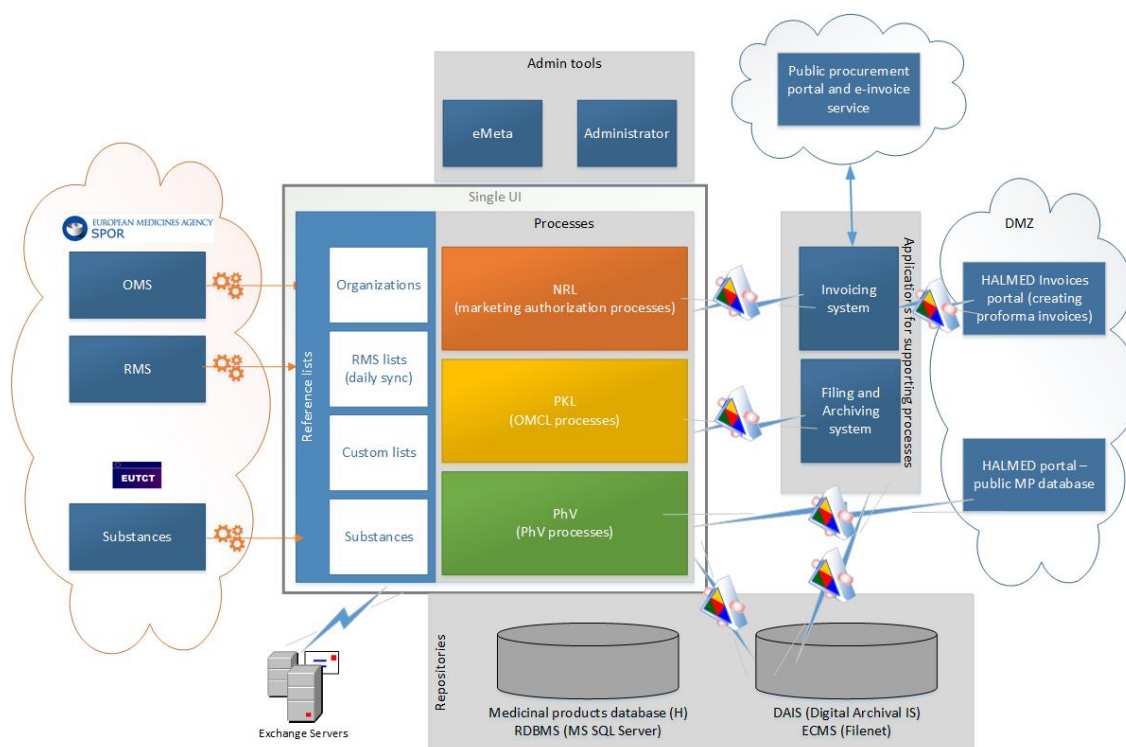 Admin tools
eMeta
Administrator
Public procurement
portal and e-invoice
service
Single UI
EUROPEAN MEDICINES AGENCY
SPOR
OMS
RMS
EUTCT
Substances
Reference lists
Organizations
RMS lists
(daily sync)
Custom lists
Substances
Processes
NRL
(marketing authorization processes)
PKL
(OMCL processes)
PhV
(PhV processes)
Applications for supporting processes
Invoicing
system
Filing and
Archiving
system
DMZ
HALMED Invoices
portal (creating
proforma invoices)
HALMED portal –
public MP database
Exchange Servers
Repositories
Medicinal products database (H)
RDBMS (MS SQL Server)
DAIS (Digital Archival IS)
ECMS (Filenet)